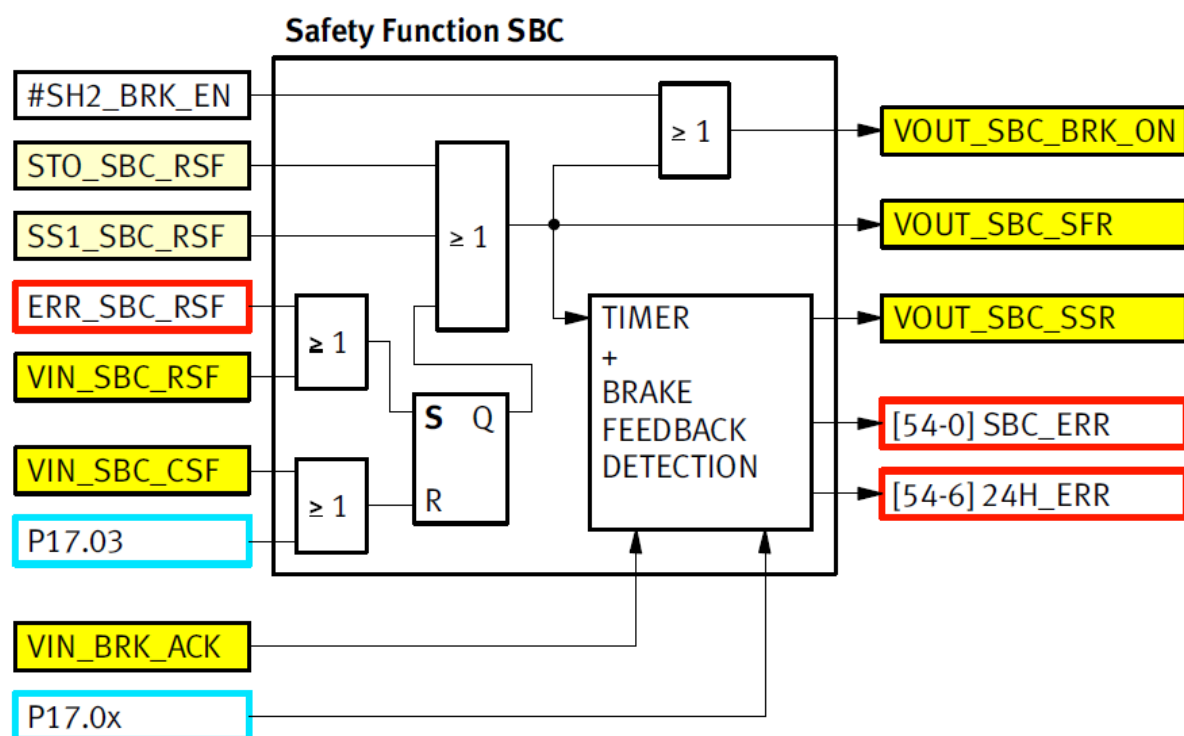 Safety Function SBC
#SH2_BRK_EN
STO_SBC_RSF
SS1_SBC_RSF
ERR_SBC_RSF
VIN_SBC_RSF
VIN_SBC_CSF
P17.03
VIN_BRK_ACK
P17.0x
≥ 1
≥ 1
≥ 1
S Q
R
≥ 1
TIMER
+
BRAKE
FEEDBACK
DETECTION
VOUT_SBC_BRK_ON
VOUT_SBC_SFR
VOUT_SBC_SSR
[54-0] SBC_ERR
[54-6] 24H_ERR